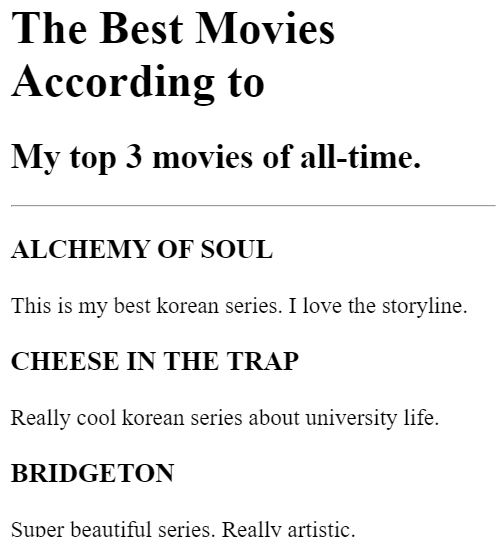 The Best Movies
According to
My top 3 movies of all-time.
ALCHEMY OF SOUL
This is my best korean series. I love the storyline.
CHEESE IN THE TRAP
Really cool korean series about university life.
BRIDGETON
Super beautiful series. Really artistic.